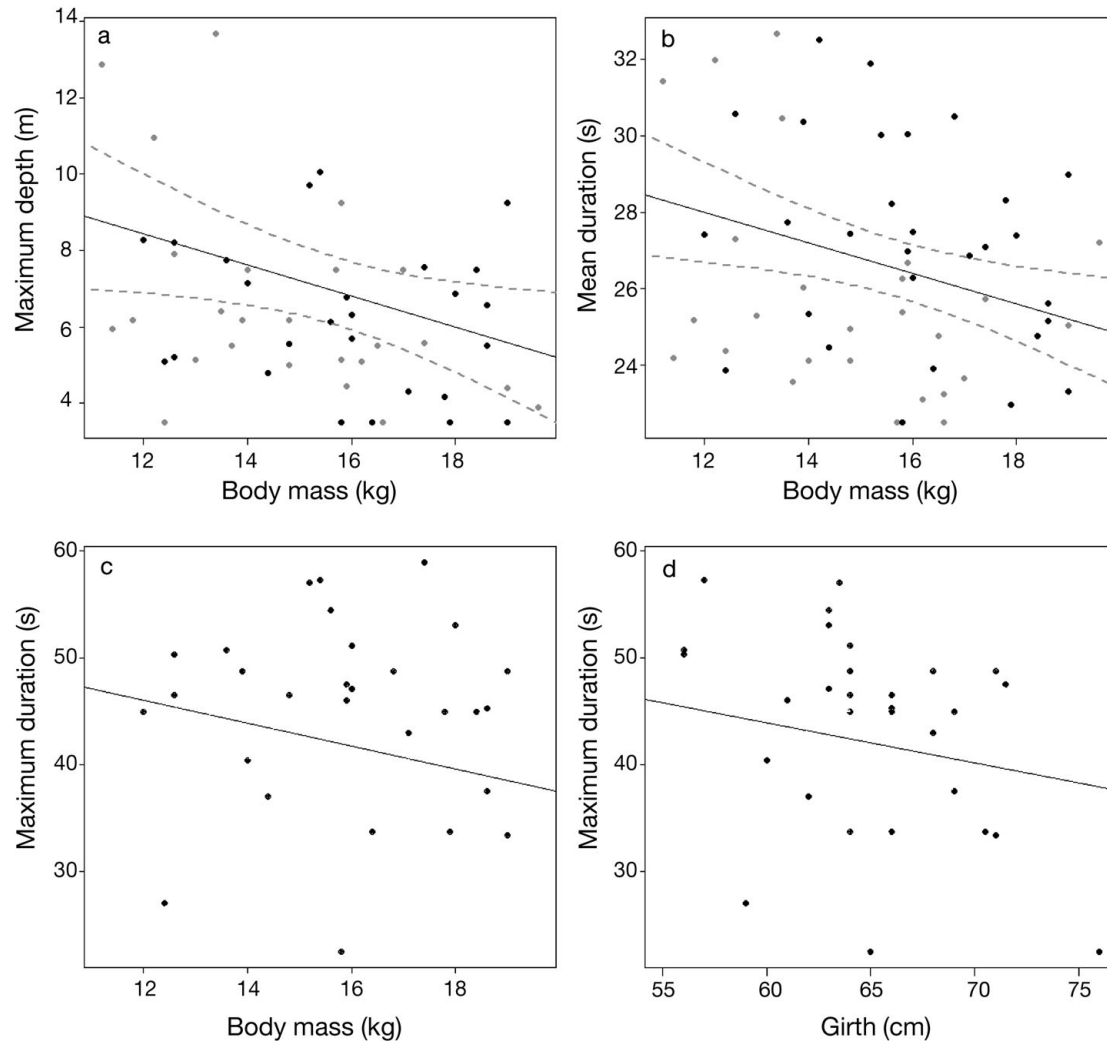 a
14
12
10
8
6
4
Maximum depth (m)
12 14 16 18
Body mass (kg)
b
32
30
28
26
24
Mean duration (s)
12 14 16 18
Body mass (kg)
c
60
50
40
30
Maximum duration (s)
12 14 16 18
Body mass (kg)
d
60
50
40
30
Maximum duration (s)
55 60 65 70 75
Girth (cm)